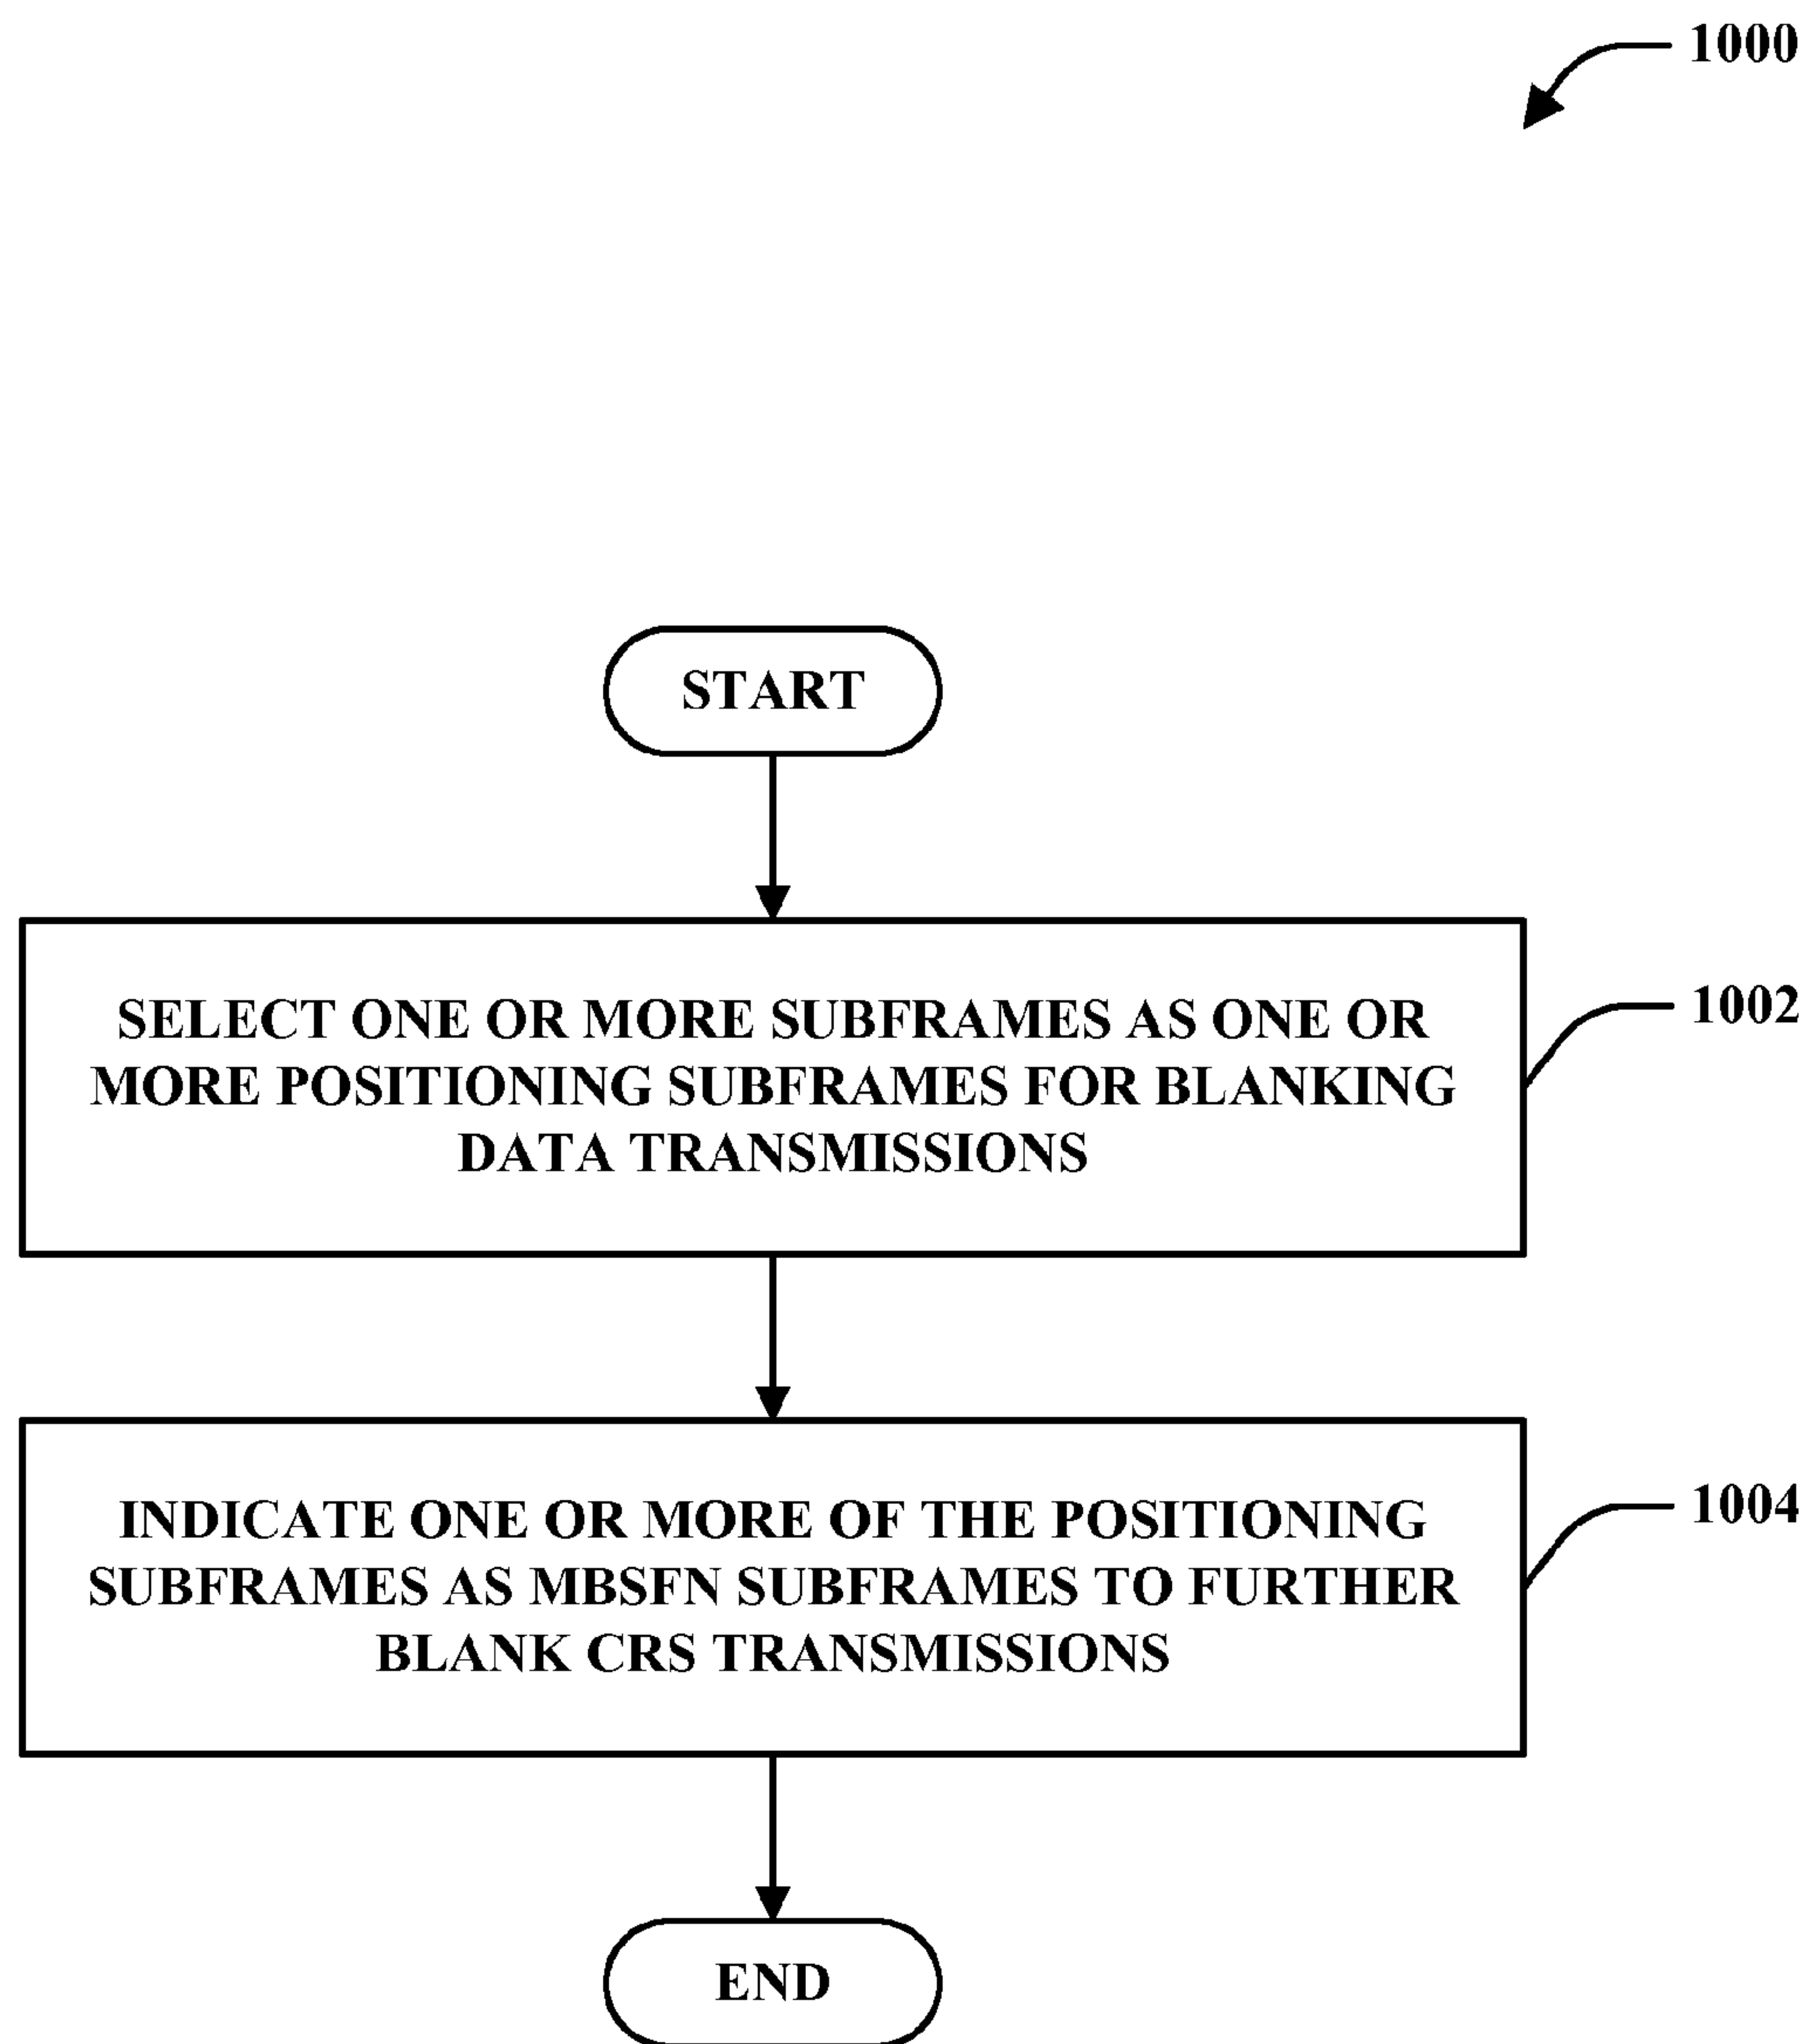 1000
START
SELECT ONE OR MORE SUBFRAMES AS ONE OR
MORE POSITIONING SUBFRAMES FOR BLANKING
DATA TRANSMISSIONS
1002
INDICATE ONE OR MORE OF THE POSITIONING
SUBFRAMES AS MBSFN SUBFRAMES TO FURTHER
BLANK CRS TRANSMISSIONS
1004
END